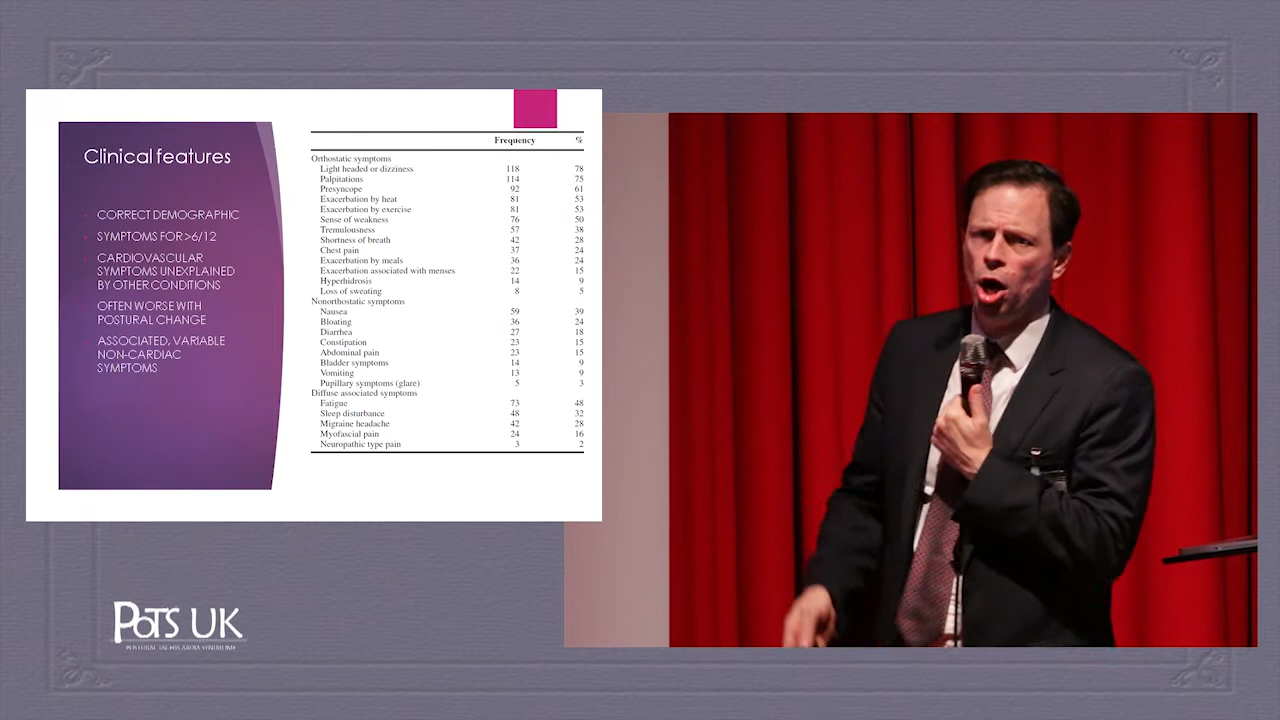 Clinical features
CORRECT DEMOGRAPHIC
SYMPTOMS FOR >6/12
CARDIOVASCULAR
SYMPTOMS UNEXPLAINED
BY OTHER CONDITIONS
OFTEN WORSE WITH
POSTURAL CHANGE
ASSOCIATED, VARIABLE
NON-CARDIAC
SYMPTOMS
Frequency %
Orthostatic symptoms
Light headed or dizziness 118 78
Palpitations 114 75
Presyncope 92 61
Exacerbation by heat 81 53
Exacerbation by exercise 81 53
Sense of weakness 76 50
Tremulousness 57 38
Shortness of breath 42 28
Chest pain 37 24
Exacerbation by meals 36 24
Exacerbation associated with menses 22 15
Hyperhidrosis 14 9
Loss of sweating 8 5
Nonorthostatic symptoms
Nausea 59 39
Bloating 36 24
Diarrhea 27 18
Constipation 23 15
Abdominal pain 23 15
Bladder symptoms 14 9
Vomiting 13 9
Pupillary symptoms (glare) 5 3
Diffuse associated symptoms
Fatigue 73 48
Sleep disturbance 48 32
Migraine headache 42 28
Myofascial pain 24 16
Neuropathic type pain 3 2
PoTS UK
POSTURAL TACHYCARDIA SYNDROME